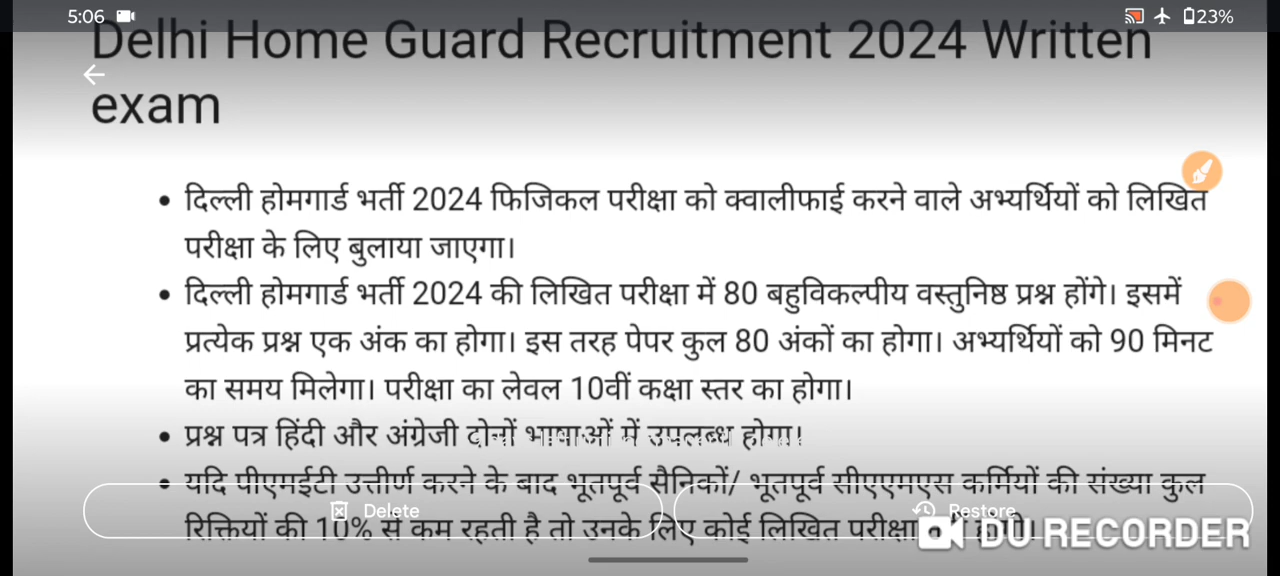 5:06
23%
Delhi Home Guard Recruitment 2024 Written
exam
• दिल्ली होमगार्ड भर्ती 2024 फिजिकल परीक्षा को क्वालीफाई करने वाले अभ्यर्थियों को लिखित
परीक्षा के लिए बुलाया जाएगा।
• दिल्ली होमगार्ड भर्ती 2024 की लिखित परीक्षा में 80 बहुविकल्पीय वस्तुनिष्ठ प्रश्न होंगे। इसमें
प्रत्येक प्रश्न एक अंक का होगा। इस तरह पेपर कुल 80 अंकों का होगा। अभ्यर्थियों को 90 मिनट
का समय मिलेगा। परीक्षा का लेवल 10वीं कक्षा स्तर का होगा।
• प्रश्न पत्र हिंदी और अंग्रेजी दोनों भाषाओं में उपलब्ध होगा।
• यदि पीएमईटी उत्तीर्ण करने के बाद भूतपूर्व सैनिकों/ भूतपूर्व सीएएमएस कर्मियों की संख्या कुल
Delete
Restore
रिक्तियों की 10% से कम रहती है तो उनके लिए कोई लिखित परीक्षा
DU RECORDER